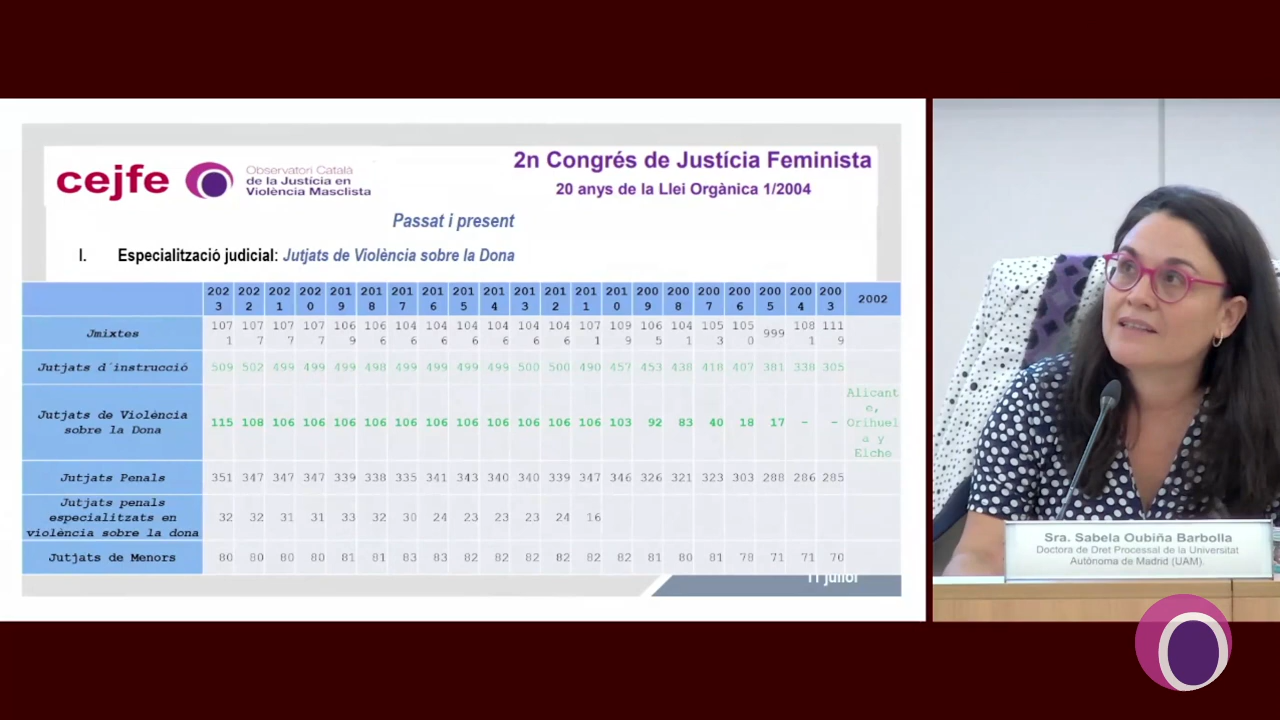 cejfe
Observatori Català
de la Justícia en
Violència Masclista
2n Congrés de Justícia Feminista
20 anys de la Llei Orgànica 1/2004
Passat i present
I. Especialització judicial: Jutjats de Violència sobre la Dona
2023 2022 2021 2020 2019 2018 2017 2016 2015 2014 2013 2012 2011 2010 2009 2008 2007 2006 2005 2004 2003 2002
Jmixtes 1071 1077 1077 1077 1069 1066 1046 1046 1046 1046 1046 1046 1071 1099 1065 1041 1053 1050 999 1081 1119
Jutjats d´instrucció 509 502 499 499 499 498 499 499 499 499 500 500 490 457 453 438 418 407 381 338 305
Jutjats de Violència
sobre la Dona
115 108 106 106 106 106 106 106 106 106 106 106 106 103 92 83 40 18 17 - -
Alicant
e,
Orihuel
a y
Elche
Jutjats Penals 351 347 347 347 339 338 335 341 343 340 340 339 347 346 326 321 323 303 288 286 285
Jutjats penals
especialitzats en
violència sobre la dona
32 32 31 31 33 32 30 24 23 23 23 24 16
Jutjats de Menors 80 80 80 80 81 81 83 83 82 82 82 82 82 82 81 80 81 78 71 71 70
11 juliol
Sra. Sabela Oubiña Barbolla
Doctora de Dret Processal de la Universitat
Autònoma de Madrid (UAM).